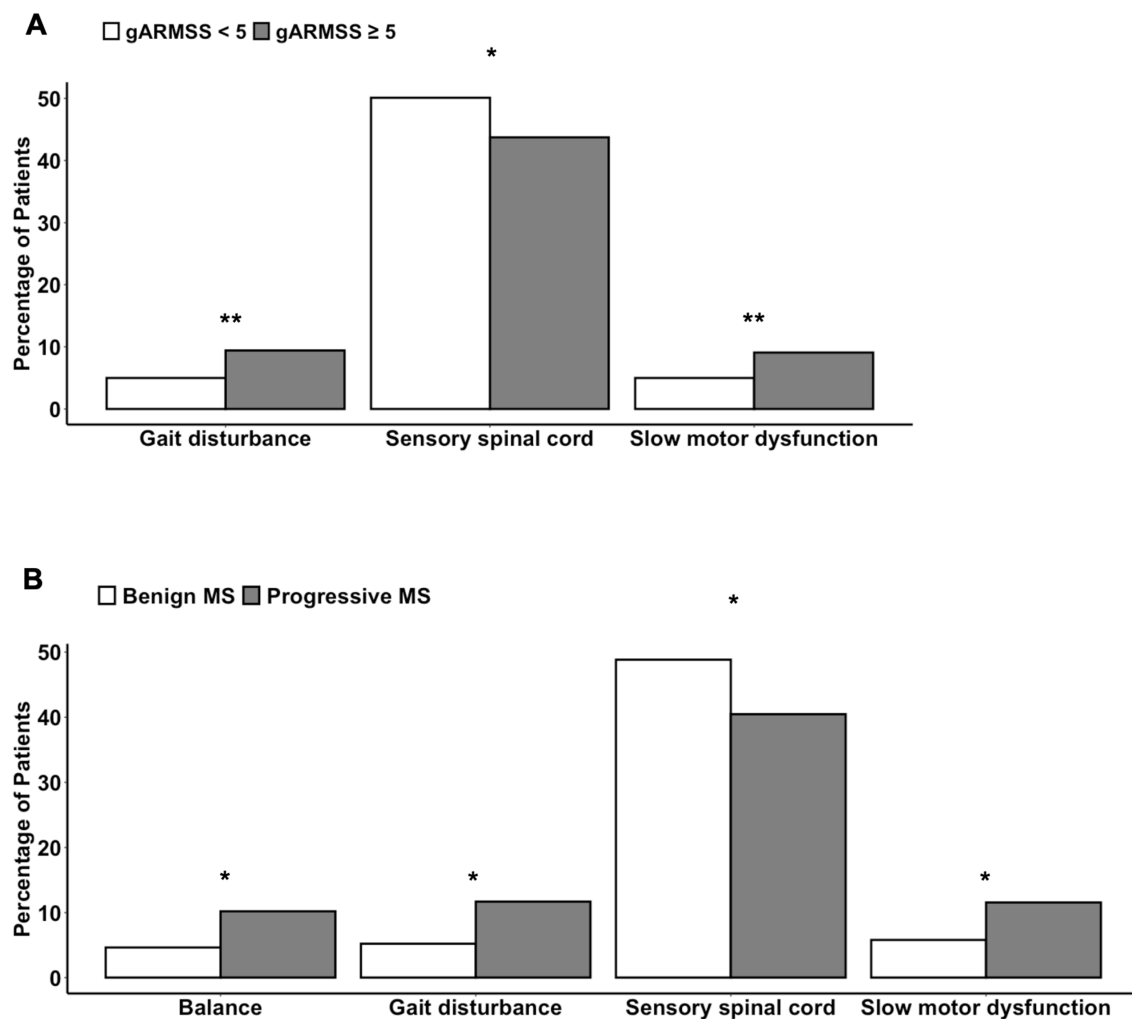 A
gARMSS < 5 gARMSS ≥ 5
*
50
40
30
20
10
0
Percentage of Patients
**
**
Gait disturbance Sensory spinal cord Slow motor dysfunction
B
Benign MS Progressive MS
*
50
40
30
20
10
0
Percentage of Patients
*
*
*
Balance Gait disturbance Sensory spinal cord Slow motor dysfunction